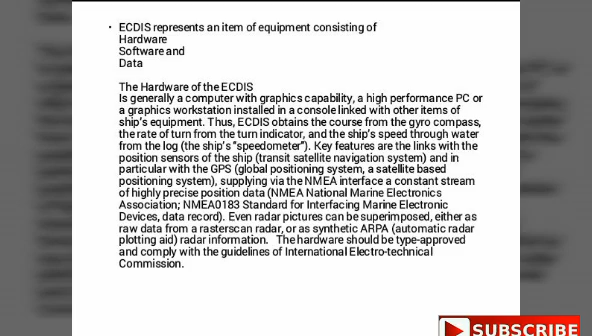 • ECDIS represents an item of equipment consisting of
Hardware
Software and
Data
The Hardware of the ECDIS
Is generally a computer with graphics capability, a high performance PC or
a graphics workstation installed in a console linked with other items of
ship's equipment. Thus, ECDIS obtains the course from the gyro compass,
the rate of turn from the turn indicator, and the ship's speed through water
from the log (the ship's "speedometer"). Key features are the links with the
position sensors of the ship (transit satellite navigation system) and in
particular with the GPS (global positioning system, a satellite based
positioning system), supplying via the NMEA interface a constant stream
of highly precise position data (NMEA National Marine Electronics
Association; NMEA0183 Standard for Interfacing Marine Electronic
Devices, data record). Even radar pictures can be superimposed, either as
raw data from a rasterscan radar, or as synthetic ARPA (automatic radar
plotting aid) radar information. The hardware should be type-approved
and comply with the guidelines of International Electro-technical
Commission.
SUBSCRIBE